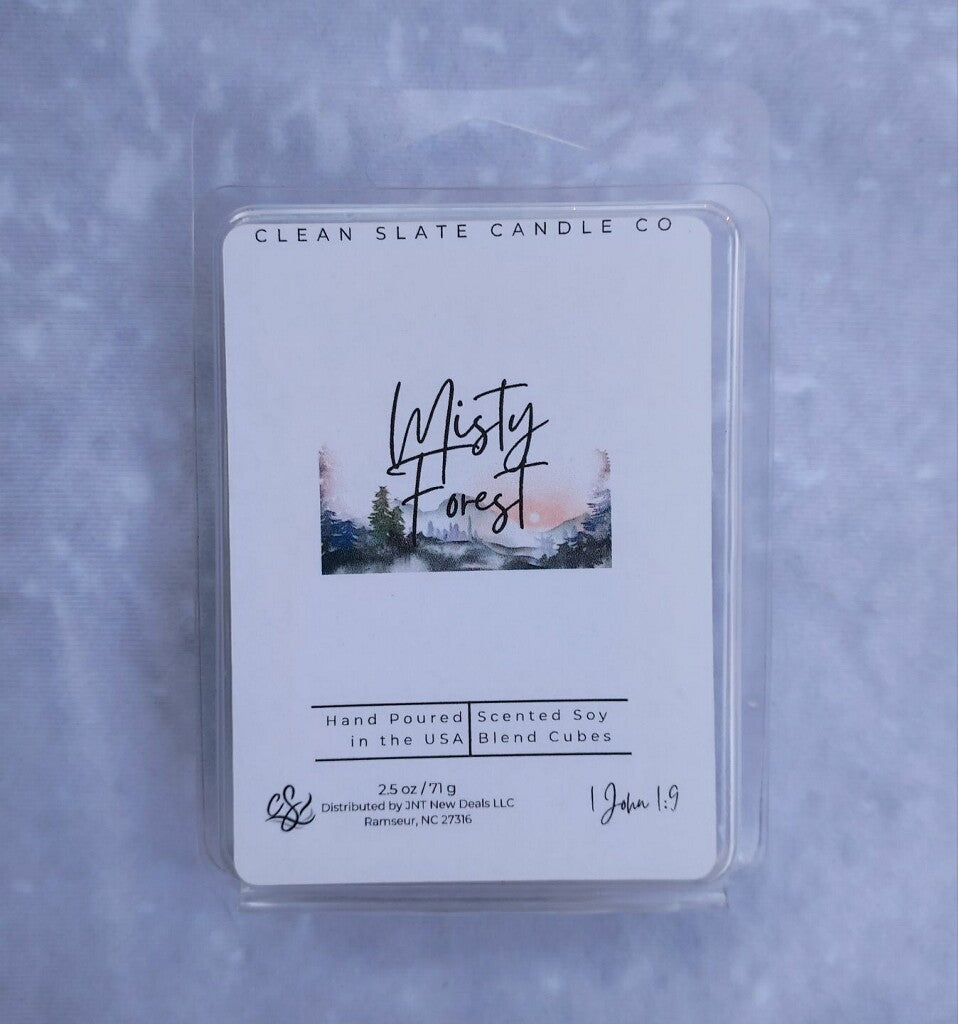 CLEAN SLATE CANDLE CO
Misty
Forest
Hand Poured
in the USA
Scented Soy
Blend Cubes
CSC
2.5 oz / 71 g
Distributed by JNT New Deals LLC
Ramseur, NC 27316
1 John 1:9